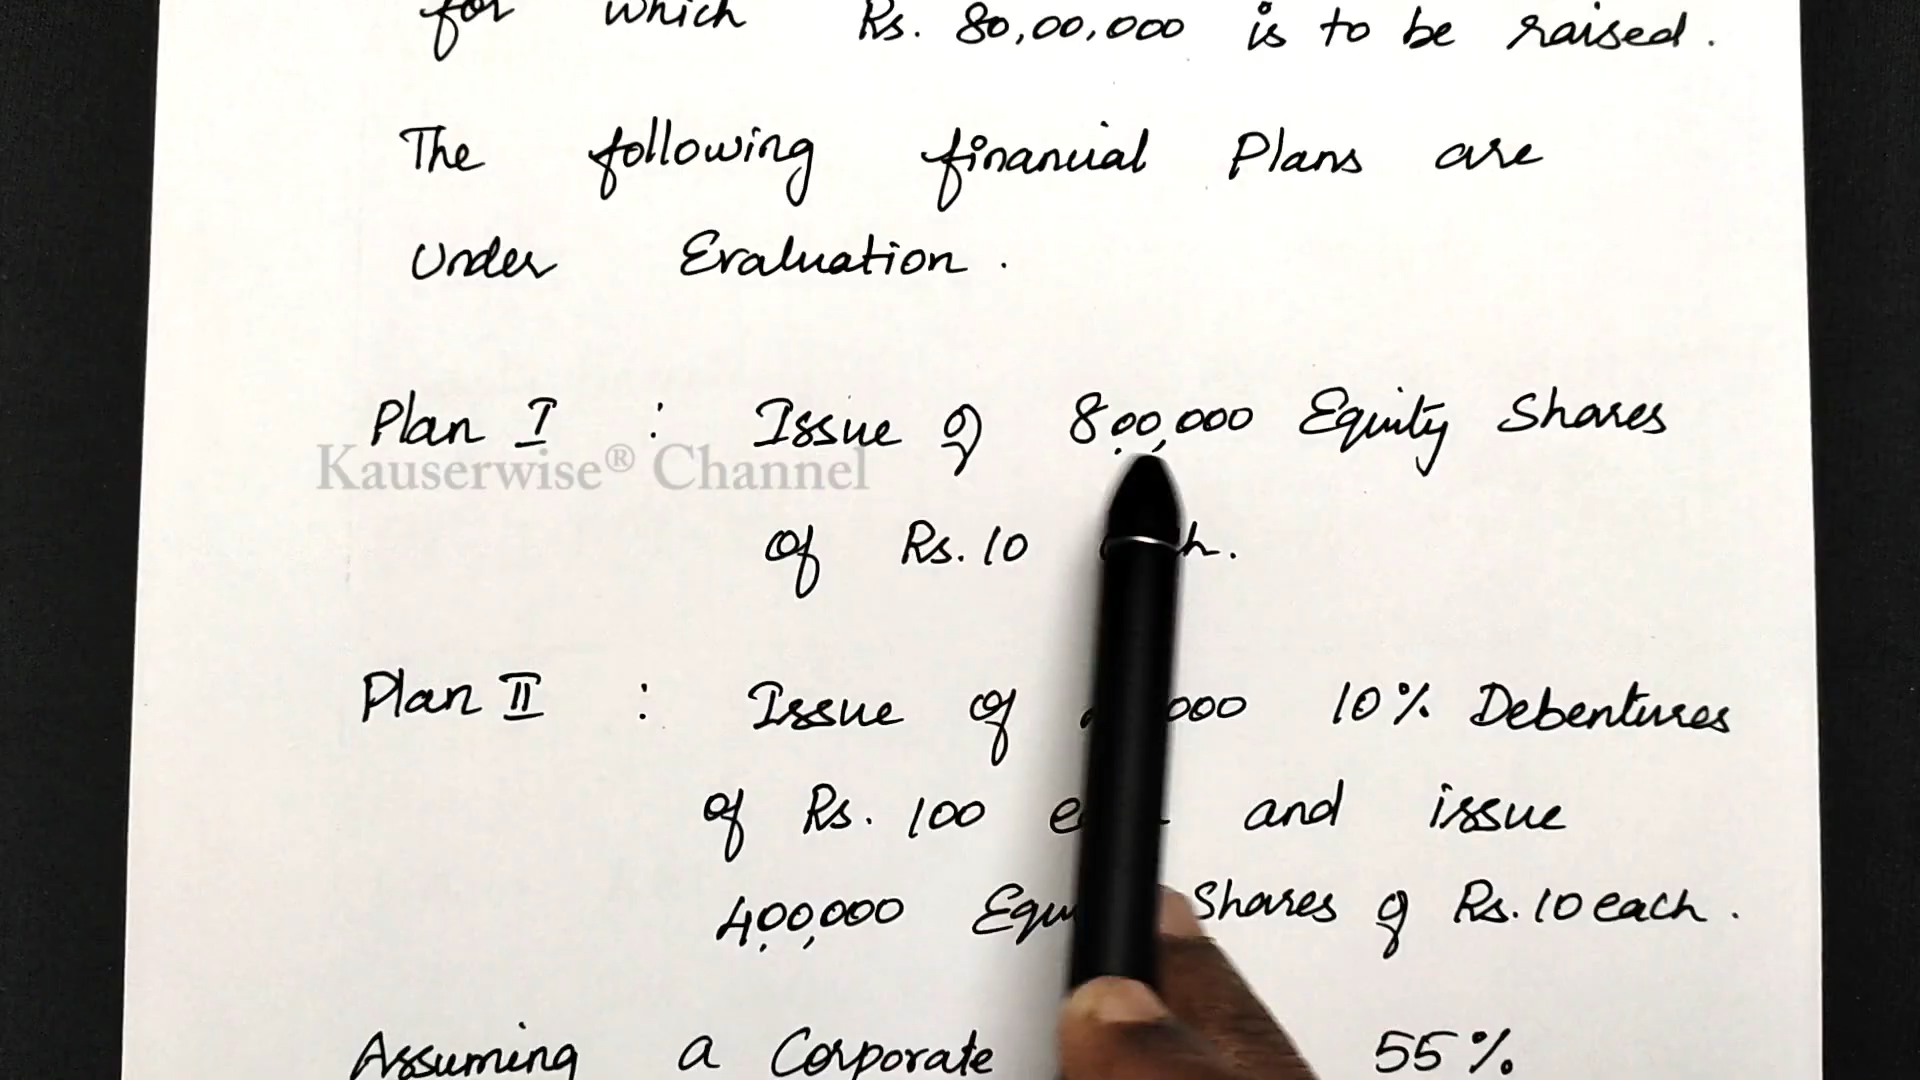 for which Rs. 80,00,000 is to be raised.
The following financial Plans are
Under Evaluation.
Plan I : Issue of 8,00,000 Equity Shares
Kauserwise® Channel
of Rs. 10
Plan II : Issue of 10% Debentures
of Rs. 100 and issue
4,00,000 Shares of Rs. 10 each.
Assuming a Corporate 55%